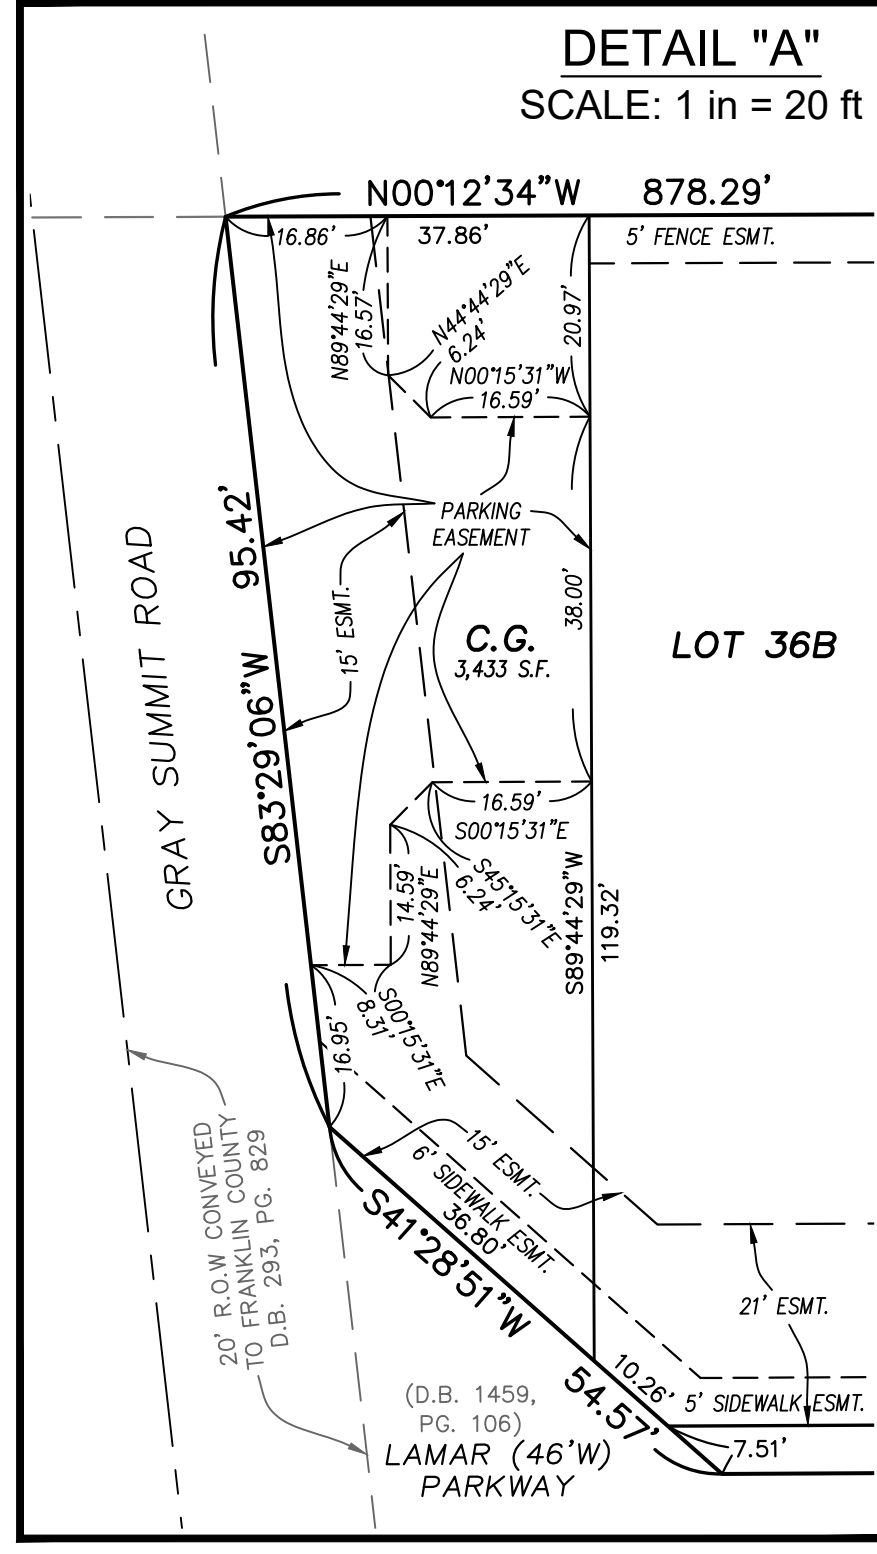 DETAIL "A"
SCALE: 1 in = 20 ft
N00°12'34"W 878.29'
16.86'
37.86'
5' FENCE ESMT.
N89°44'29"E
16.57'
N44°44'29"E
6.24'
20.97'
N00°15'31"W
16.59'
PARKING
EASEMENT
95.42'
S83°29'06"W
15' ESMT.
38.00'
C.G.
3,433 S.F.
LOT 36B
GRAY SUMMIT ROAD
16.59'
S00°15'31"E
S45°15'31"E
6.24'
14.59'
N89°44'29"E
S89°44'29"W
119.32'
S00°15'31"E
8.31'
16.95'
20' R.O.W CONVEYED
TO FRANKLIN COUNTY
D.B. 293, PG. 829
15' ESMT.
6' SIDEWALK ESMT.
36.80'
S41°28'51"W
54.57'
21' ESMT.
10.26'
5' SIDEWALK ESMT.
7.51'
(D.B. 1459,
PG. 106)
LAMAR (46'W)
PARKWAY